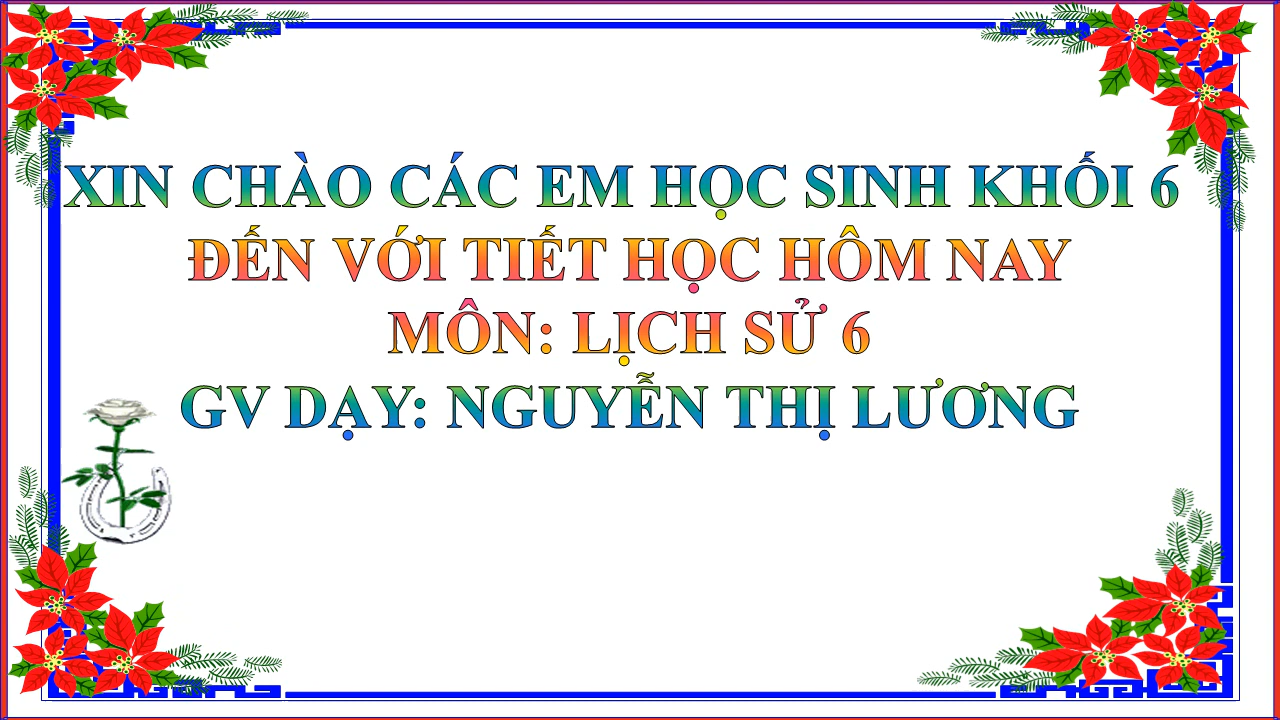 XIN CHÀO CÁC EM HỌC SINH KHỐI 6
ĐẾN VỚI TIẾT HỌC HÔM NAY
MÔN: LỊCH SỬ 6
GV DẠY: NGUYỄN THỊ LƯƠNG